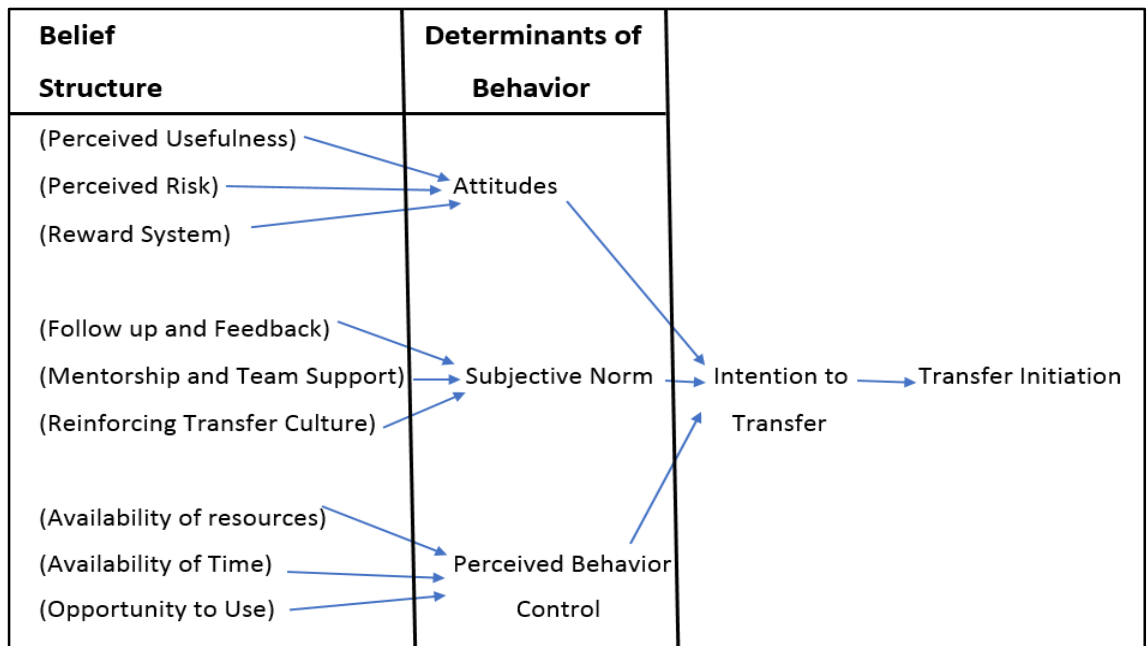 Belief
Structure
Determinants of
Behavior
(Perceived Usefulness)
(Perceived Risk)
(Reward System)
Attitudes
(Follow up and Feedback)
(Mentorship and Team Support)
(Reinforcing Transfer Culture)
Subjective Norm
Intention to
Transfer
Transfer Initiation
(Availability of resources)
(Availability of Time)
(Opportunity to Use)
Perceived Behavior
Control